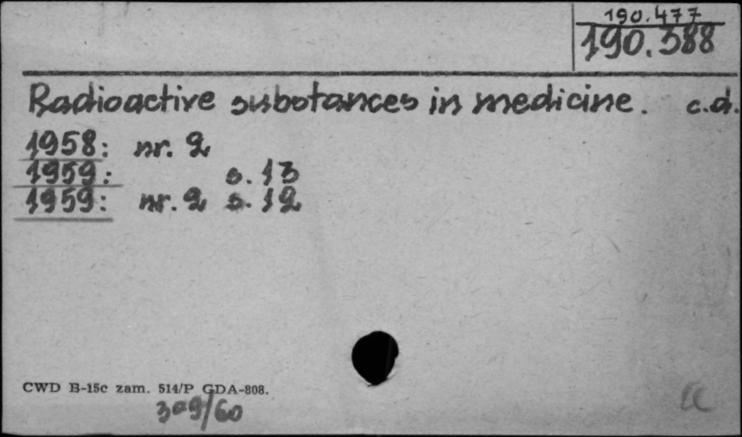 190.477
190.388
Radioactive substances in medicine. c.d.
1958: nr. 2
1959: s. 13
1959: nr. 2 s. 12
CWD B-15c zam. 514/P GDA-808.
309/60